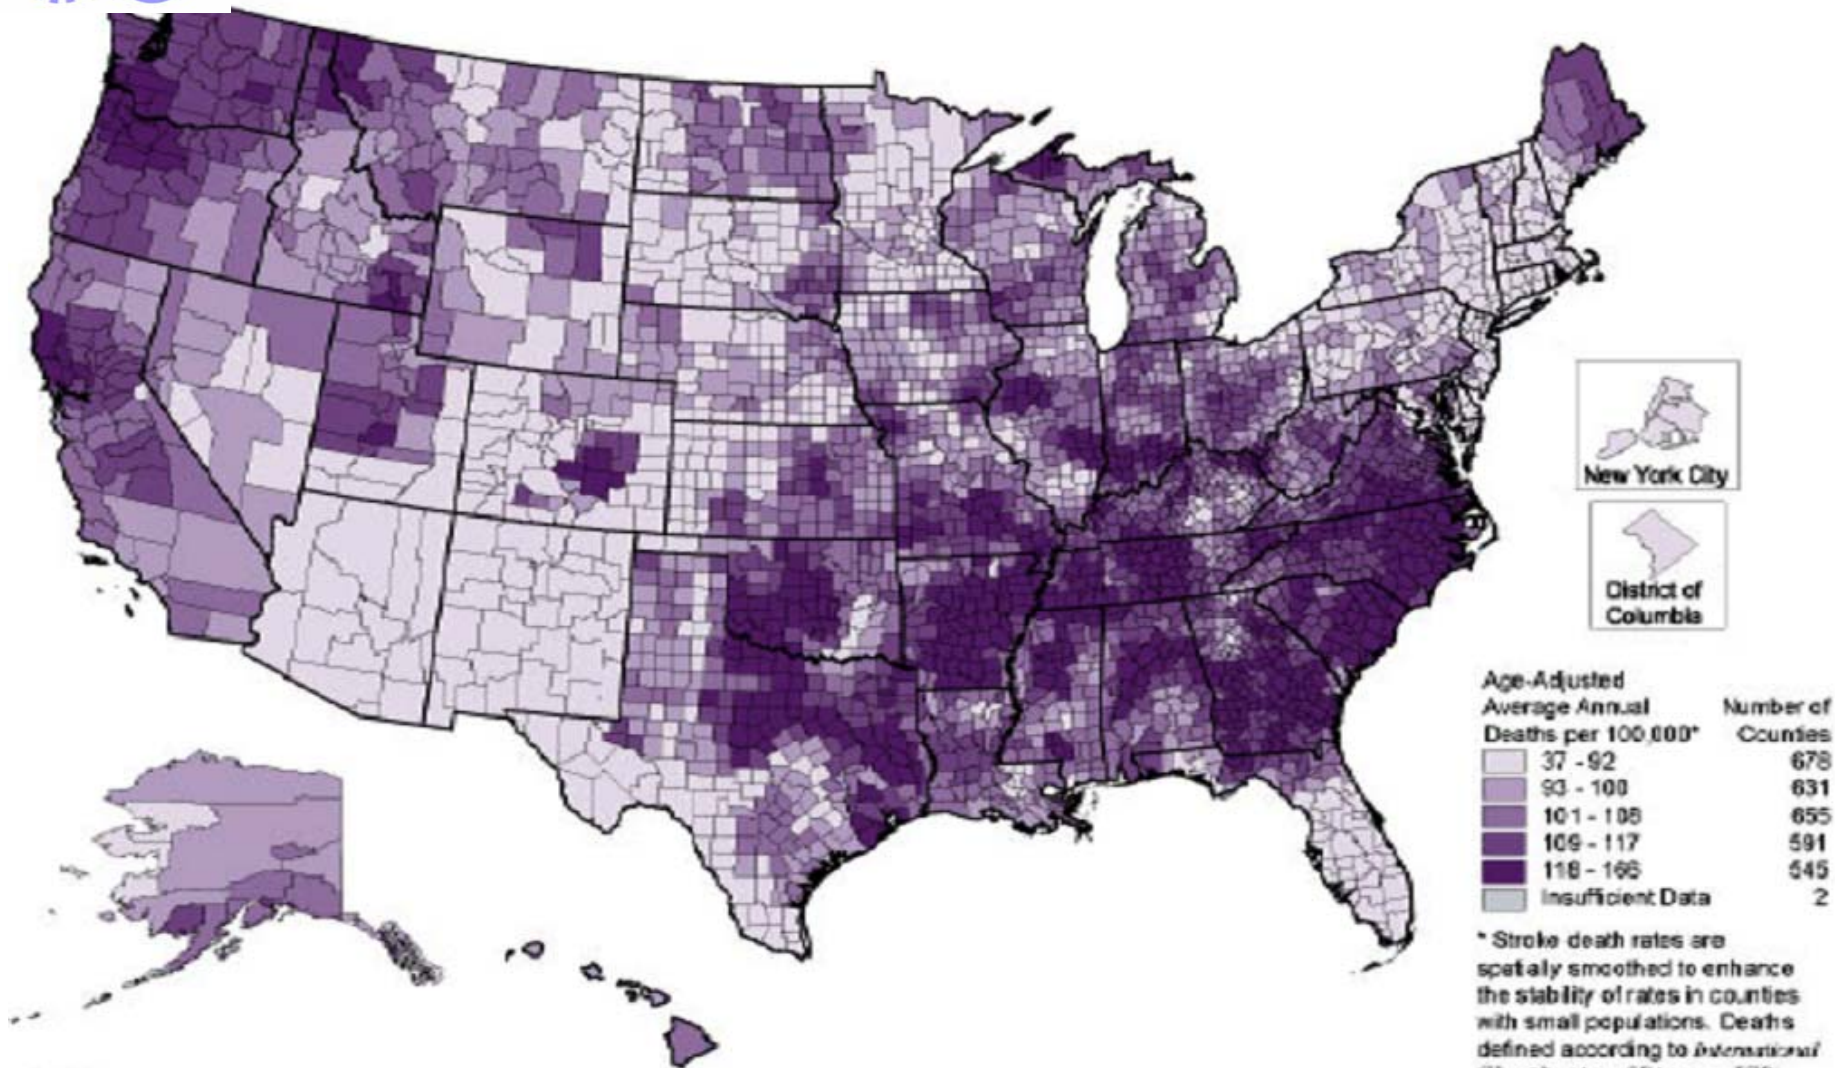 New York City
District of
Columbia
Age-Adjusted
Average Annual Number of
Deaths per 100,000* Counties
37 - 92 678
93 - 100 631
101 - 108 655
109 - 117 591
118 - 166 545
Insufficient Data 2
* Stroke death rates are
spatially smoothed to enhance
the stability of rates in counties
with small populations. Deaths
defined according to International